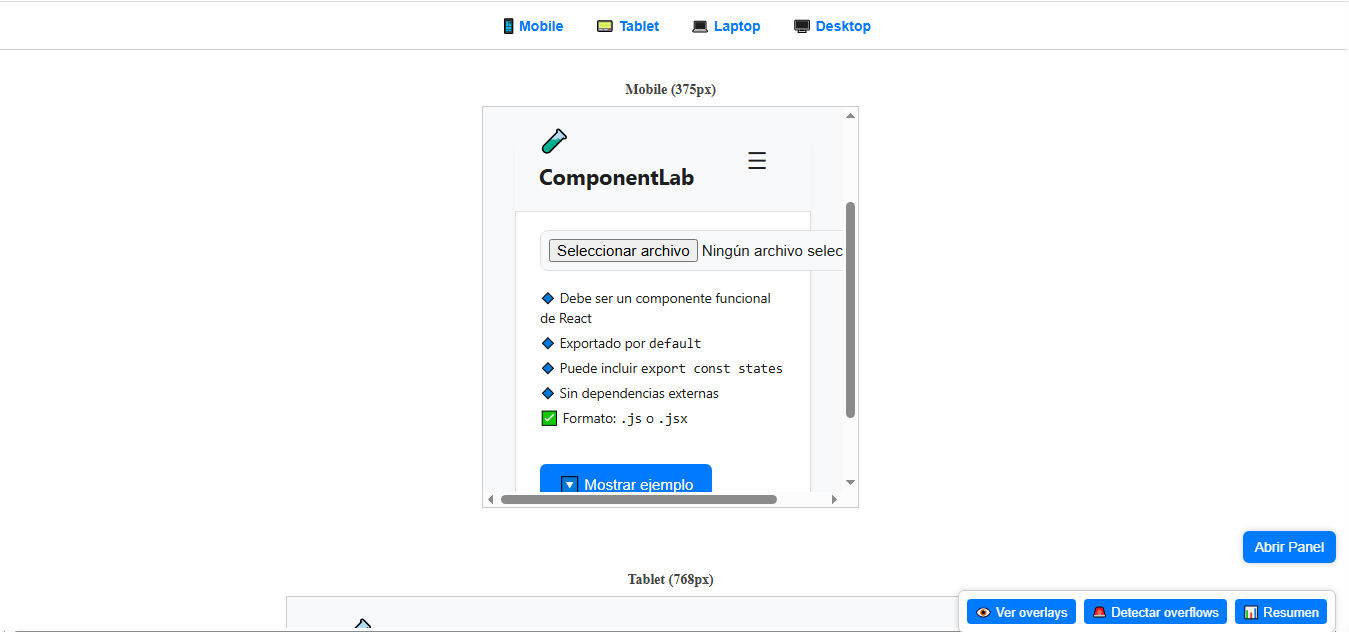 Mobile Tablet Laptop Desktop
Mobile (375px)
ComponentLab
Seleccionar archivo Ningún archivo selec
Debe ser un componente funcional
de React
Exportado por default
Puede incluir export const states
Sin dependencias externas
Formato: .js o .jsx
Mostrar ejemplo
Abrir Panel
Tablet (768px)
Ver overlays Detectar overflows Resumen